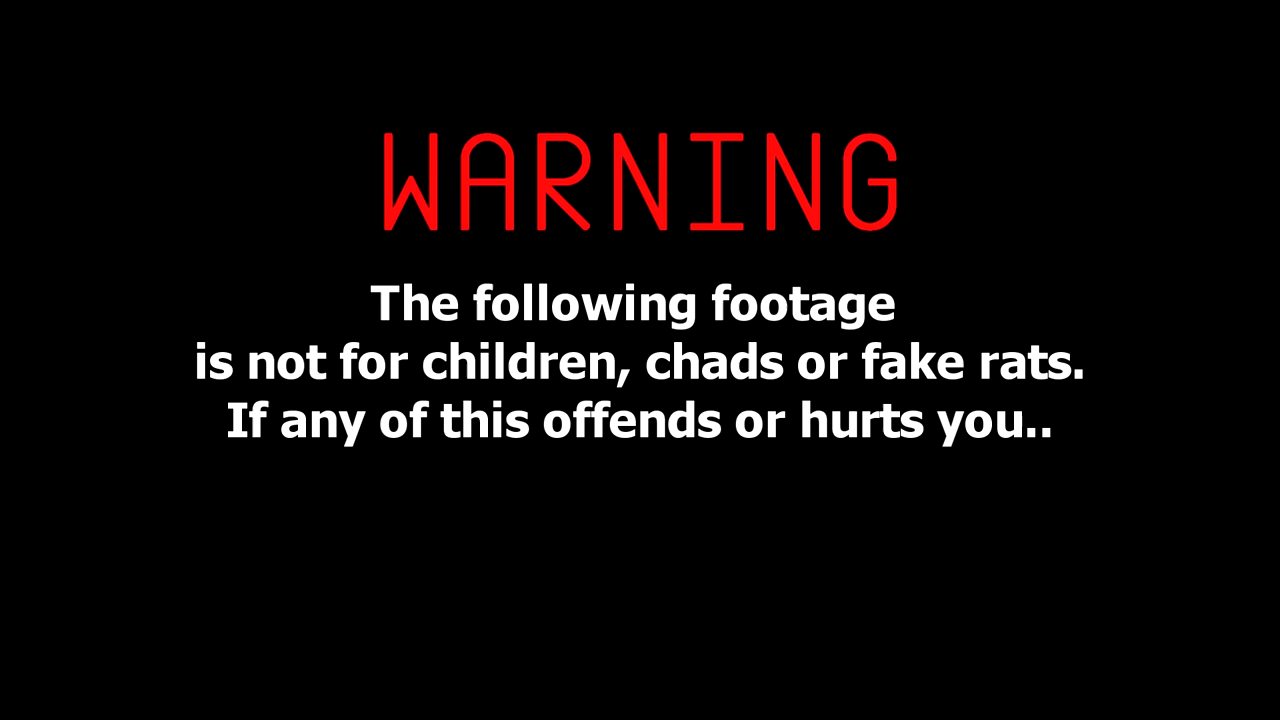 WARNING
The following footage
is not for children, chads or fake rats.
If any of this offends or hurts you..